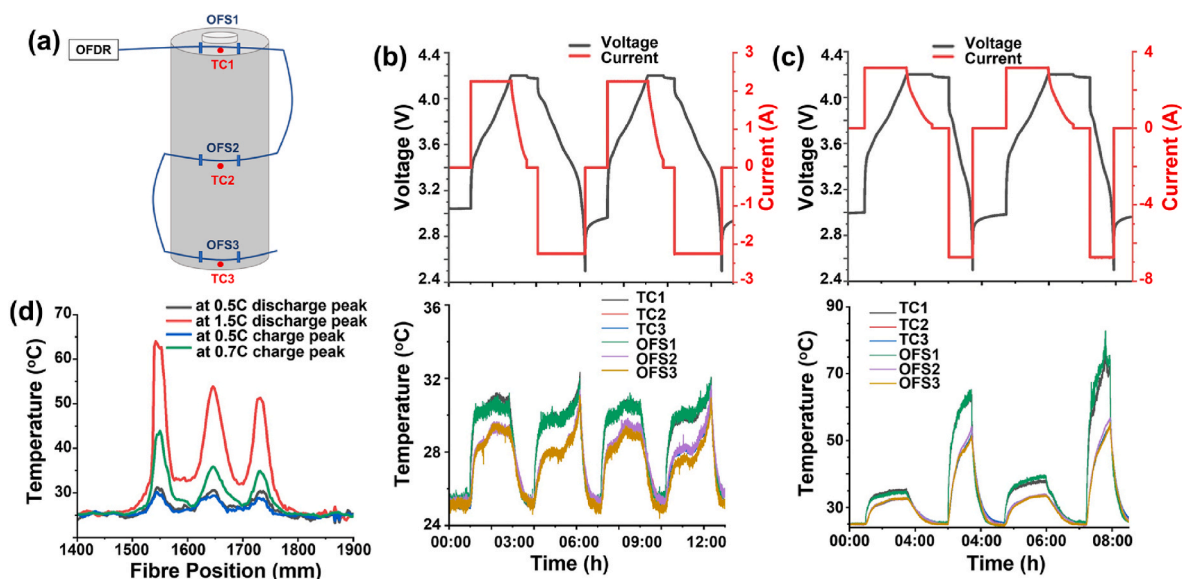 (a)
OFDR
OFS1
TC1
OFS2
TC2
OFS3
TC3
(b)
Voltage
Current
4.4
4.0
3.6
3.2
2.8
2.4
Voltage (V)
3
2
1
0
-1
-2
-3
Current (A)
(c)
Voltage
Current
4.4
4.0
3.6
3.2
2.8
2.4
Voltage (V)
8
4
0
-4
-8
Current (A)
(d)
at 0.5C discharge peak
at 1.5C discharge peak
at 0.5C charge peak
at 0.7C charge peak
70
60
50
40
30
Temperature (°C)
1400 1500 1600 1700 1800 1900
Fibre Position (mm)
TC1
TC2
TC3
OFS1
OFS2
OFS3
36
32
28
24
Temperature (°C)
00:00 03:00 06:00 09:00 12:00
Time (h)
TC1
TC2
TC3
OFS1
OFS2
OFS3
90
70
50
30
Temperature (°C)
00:00 04:00 06:00 08:00
Time (h)